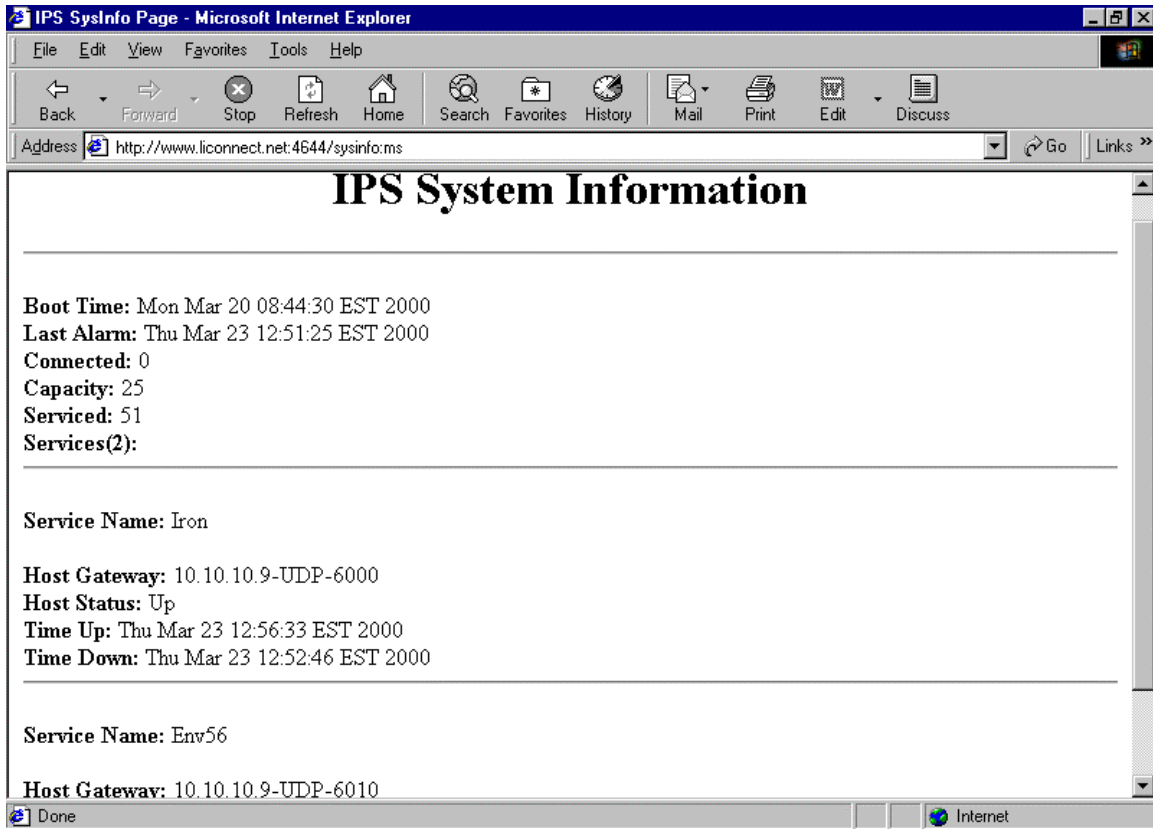 IPS SysInfo Page - Microsoft Internet Explorer
File Edit View Favorites Tools Help
Back Forward Stop Refresh Home Search Favorites History Mail Print Edit Discuss
Address http://www.liconnect.net:4644/sysinfo:ms Go Links »
IPS System Information
Boot Time: Mon Mar 20 08:44:30 EST 2000
Last Alarm: Thu Mar 23 12:51:25 EST 2000
Connected: 0
Capacity: 25
Serviced: 51
Services(2):
Service Name: Iron
Host Gateway: 10.10.10.9-UDP-6000
Host Status: Up
Time Up: Thu Mar 23 12:56:33 EST 2000
Time Down: Thu Mar 23 12:52:46 EST 2000
Service Name: Env56
Host Gateway: 10.10.10.9-UDP-6010
Done Internet